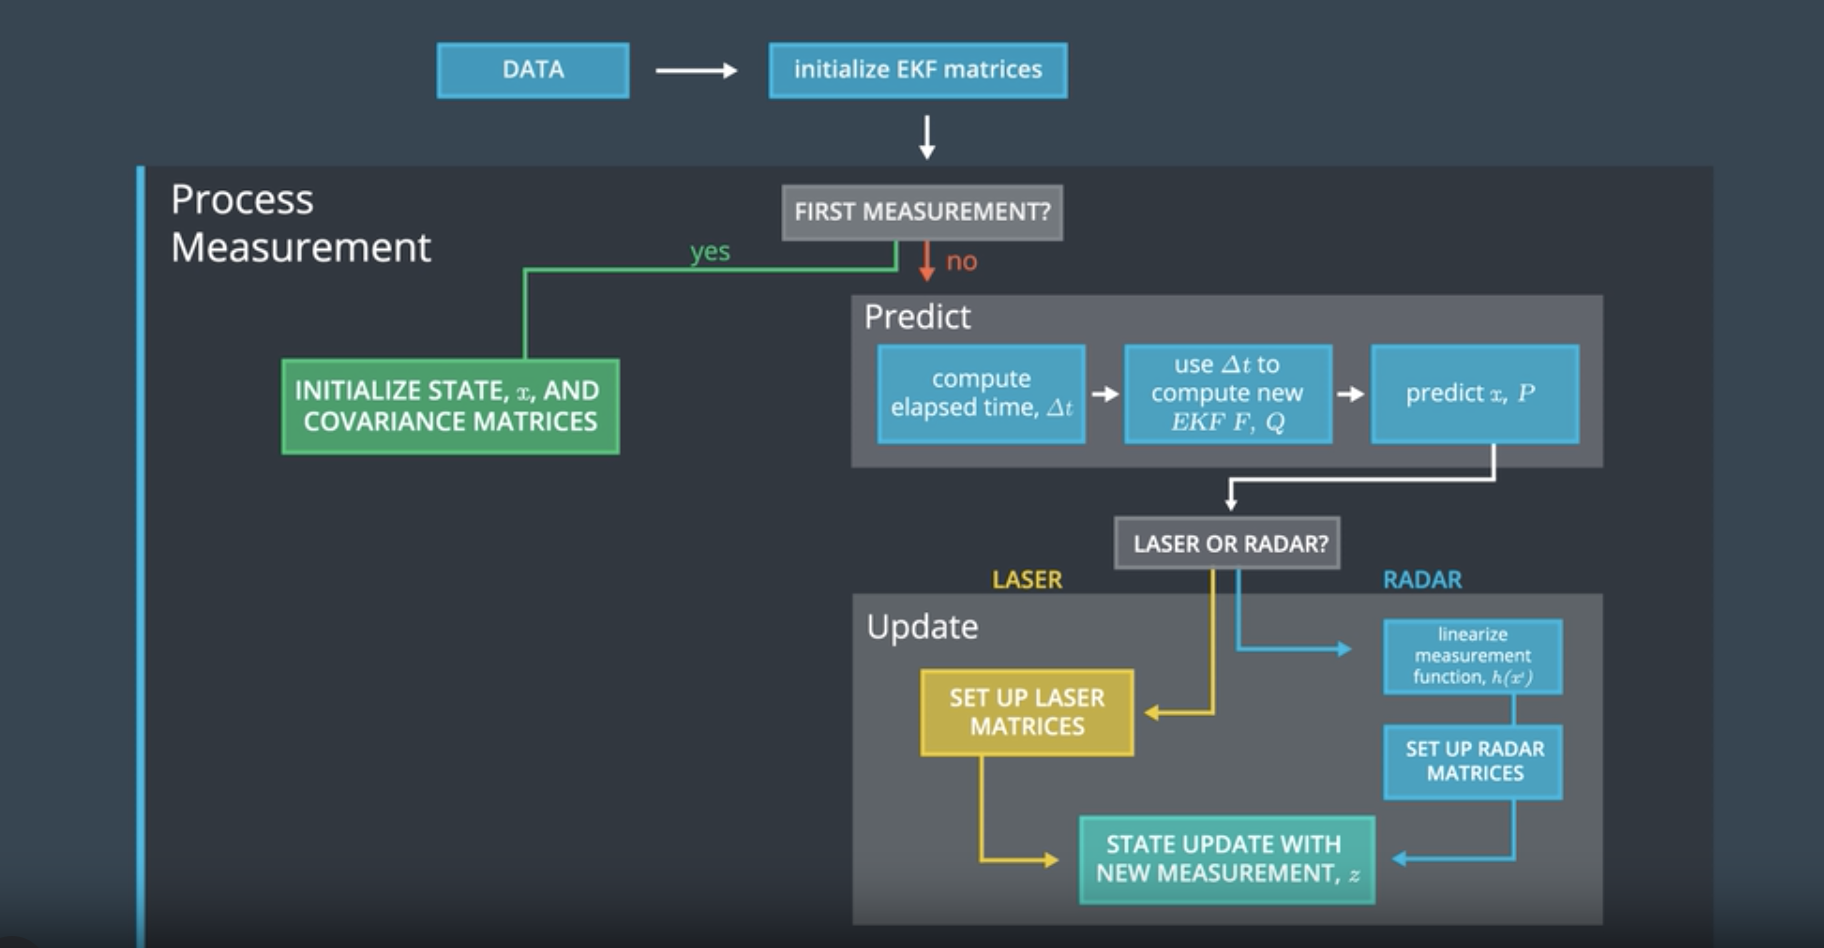 DATA
initialize EKF matrices
Process
Measurement
FIRST MEASUREMENT?
yes
no
Predict
compute
elapsed time, Δt
use Δt to
compute new
EKF F, Q
predict x, P
INITIALIZE STATE, x, AND
COVARIANCE MATRICES
LASER OR RADAR?
LASER
RADAR
Update
linearize
measurement
function, h(x')
SET UP LASER
MATRICES
SET UP RADAR
MATRICES
STATE UPDATE WITH
NEW MEASUREMENT, z